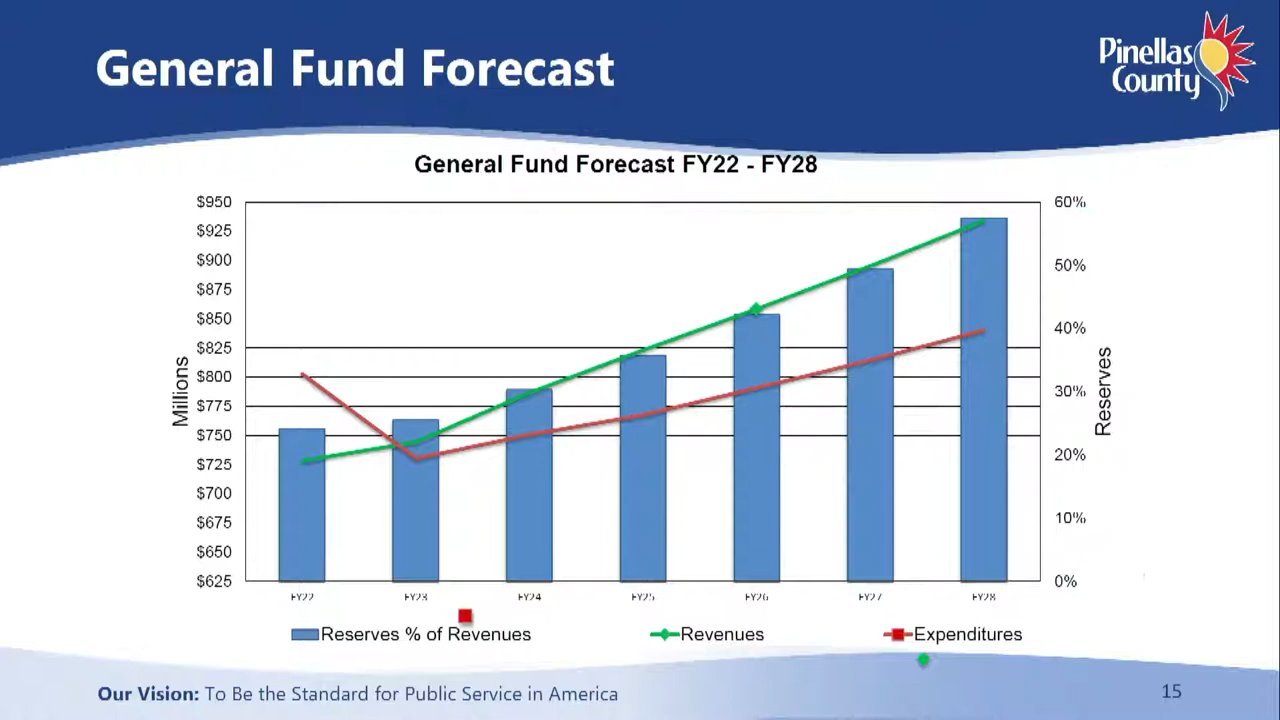 General Fund Forecast
Pinellas
County
General Fund Forecast FY22 - FY28
$950
$925
$900
$875
$850
$825
$800
$775
$750
$725
$700
$675
$650
$625
Millions
60%
50%
40%
30%
20%
10%
0%
Reserves
FY22 FY23 FY24 FY25 FY26 FY27 FY28
Reserves % of Revenues Revenues Expenditures
Our Vision: To Be the Standard for Public Service in America
15